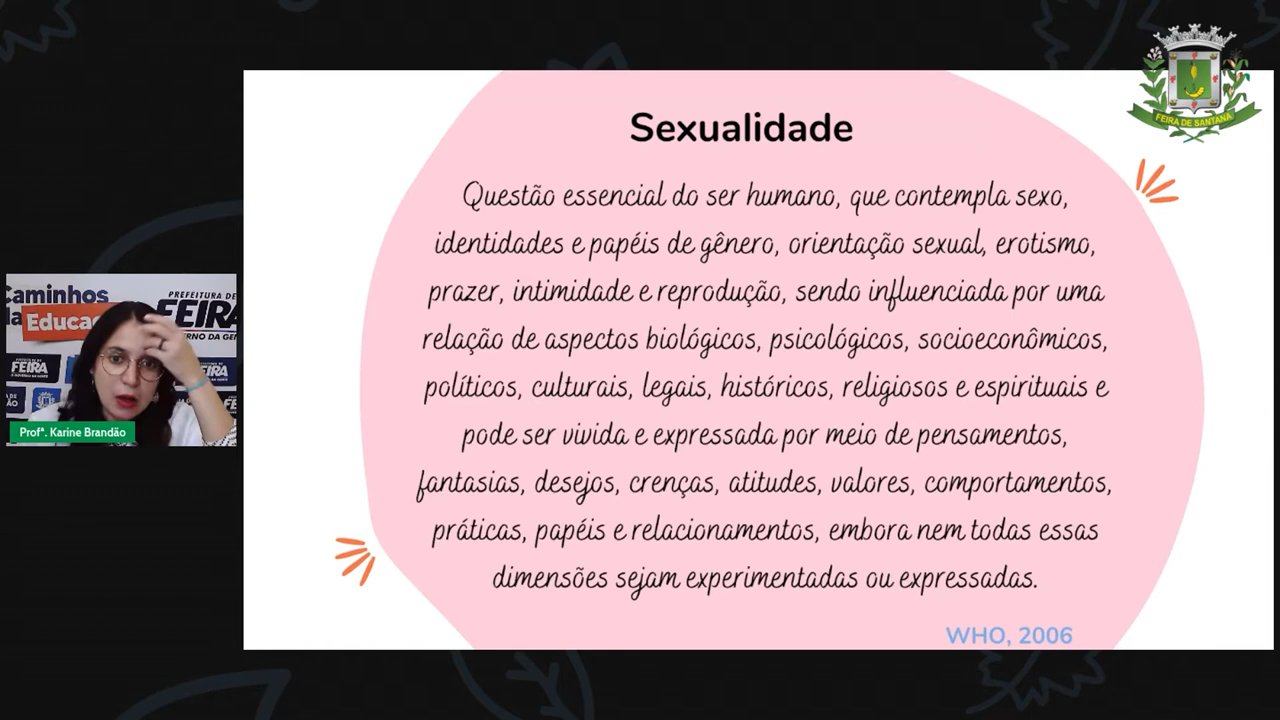 Sexualidade
Questão essencial do ser humano, que contempla sexo,
identidades e papéis de gênero, orientação sexual, erotismo,
prazer, intimidade e reprodução, sendo influenciada por uma
relação de aspectos biológicos, psicológicos, socioeconômicos,
políticos, culturais, legais, históricos, religiosos e espirituais e
pode ser vivida e expressada por meio de pensamentos,
fantasias, desejos, crenças, atitudes, valores, comportamentos,
práticas, papéis e relacionamentos, embora nem todas essas
dimensões sejam experimentadas ou expressadas.
WHO, 2006
FEIRA DE SANTANA
Caminhos
da
Educaç
PREFEITURA DE
FEIRA
FEIRA
Profª. Karine Brandão